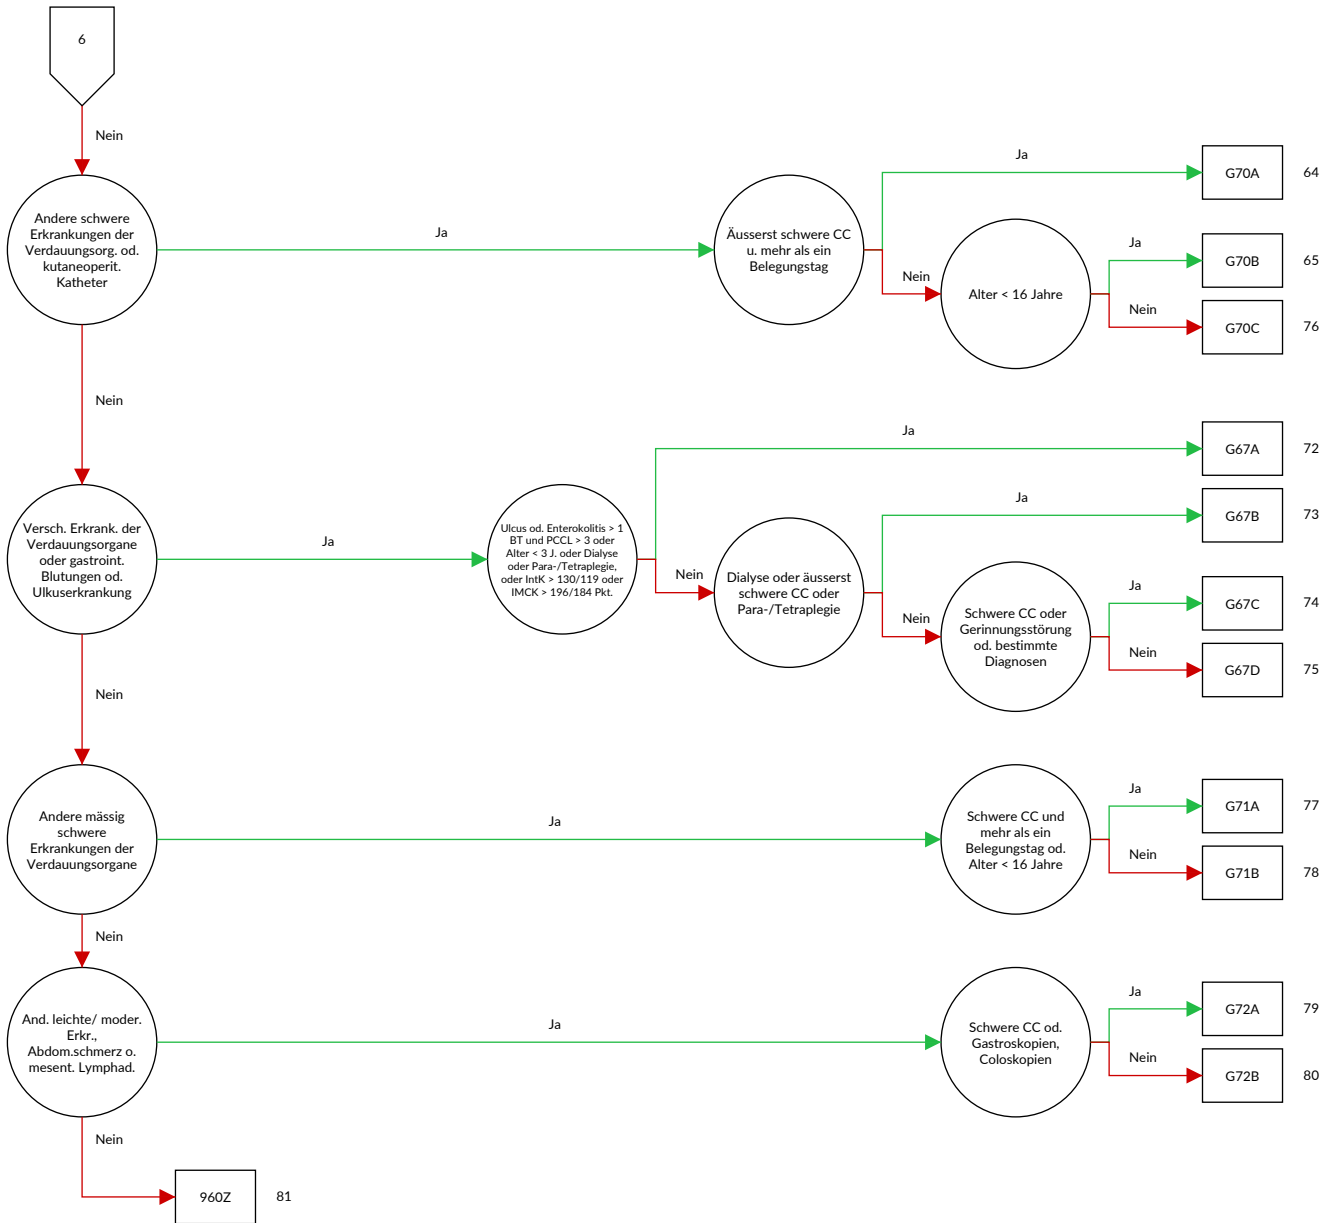 6
Nein
Andere schwere
Erkrankungen der
Verdauungsorg. od.
kutaneoperit.
Katheter
Ja
Äusserst schwere CC
u. mehr als ein
Belegungstag
Ja
G70A
64
Nein
Alter < 16 Jahre
Ja
G70B
65
Nein
G70C
76
Nein
Versch. Erkrank. der
Verdauungsorgane
oder gastroint.
Blutungen od.
Ulkuserkrankung
Ja
Ulcus od. Enterokolitis > 1
BT und PCCL > 3 oder
Alter < 3 J. oder Dialyse
oder Para-/Tetraplegie,
oder IntK > 130/119 oder
IMCK > 196/184 Pkt.
Ja
G67A
72
Nein
Dialyse oder äusserst
schwere CC oder
Para-/Tetraplegie
Ja
G67B
73
Nein
Schwere CC oder
Gerinnungsstörung
od. bestimmte
Diagnosen
Ja
G67C
74
Nein
G67D
75
Nein
Andere mässig
schwere
Erkrankungen der
Verdauungsorgane
Ja
Schwere CC und
mehr als ein
Belegungstag od.
Alter < 16 Jahre
Ja
G71A
77
Nein
G71B
78
Nein
And. leichte/ moder.
Erkr.,
Abdom.schmerz o.
mesent. Lymphad.
Ja
Schwere CC od.
Gastroskopien,
Coloskopien
Ja
G72A
79
Nein
G72B
80
Nein
960Z
81